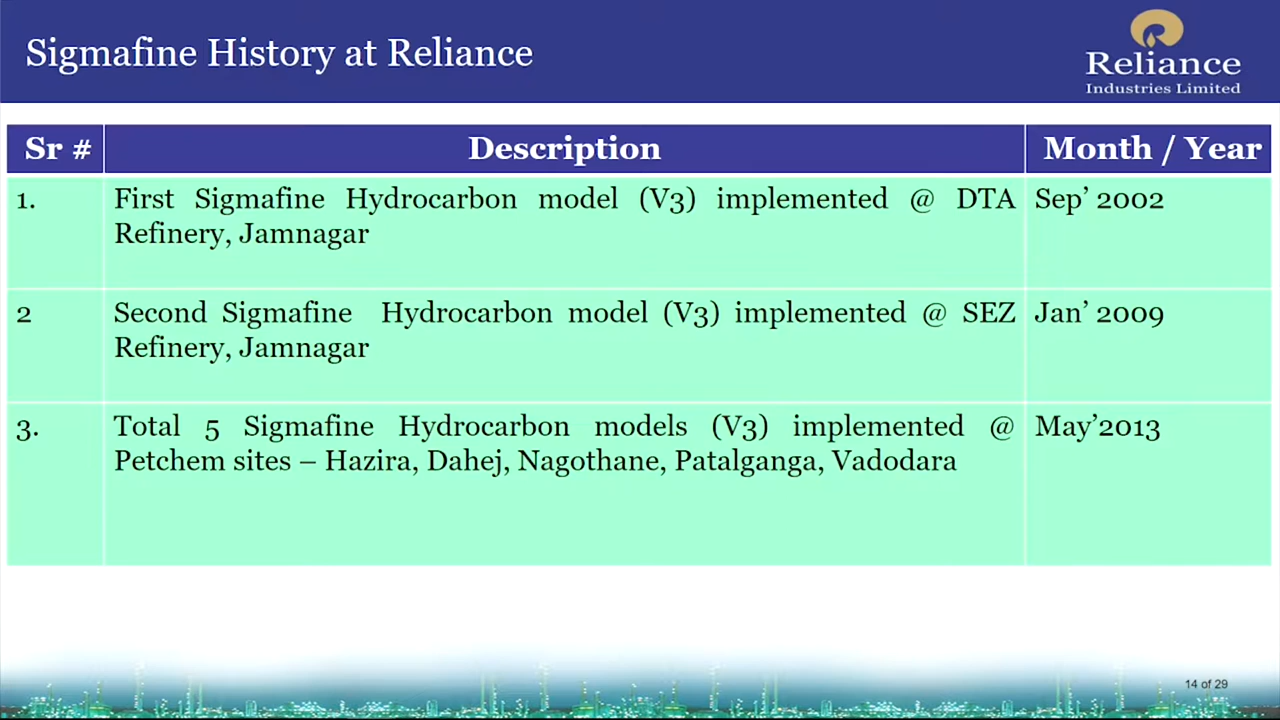 Sigmafine History at Reliance
Reliance
Industries Limited
Sr # Description Month / Year
1. First Sigmafine Hydrocarbon model (V3) implemented @ DTA Sep’ 2002
Refinery, Jamnagar
2 Second Sigmafine Hydrocarbon model (V3) implemented @ SEZ Jan’ 2009
Refinery, Jamnagar
3. Total 5 Sigmafine Hydrocarbon models (V3) implemented @ May’2013
Petchem sites – Hazira, Dahej, Nagothane, Patalganga, Vadodara
14 of 29